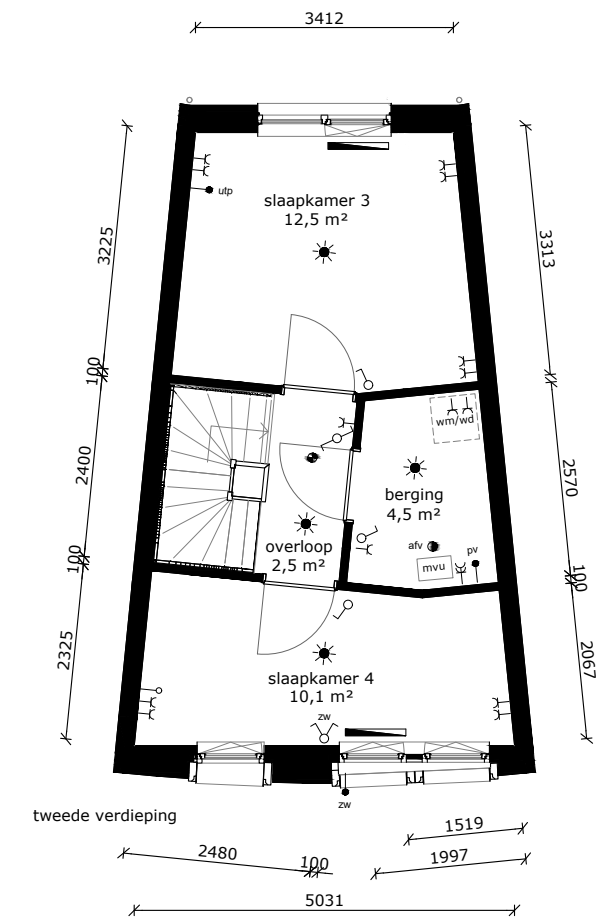 3412
utp
slaapkamer 3
12,5 m²
3225
3313
100
wm/wd
2400
2570
berging
4,5 m²
overloop
2,5 m²
afv
pv
mvu
100
100
2325
2067
slaapkamer 4
10,1 m²
zw
zw
tweede verdieping
1519
2480
100
1997
5031